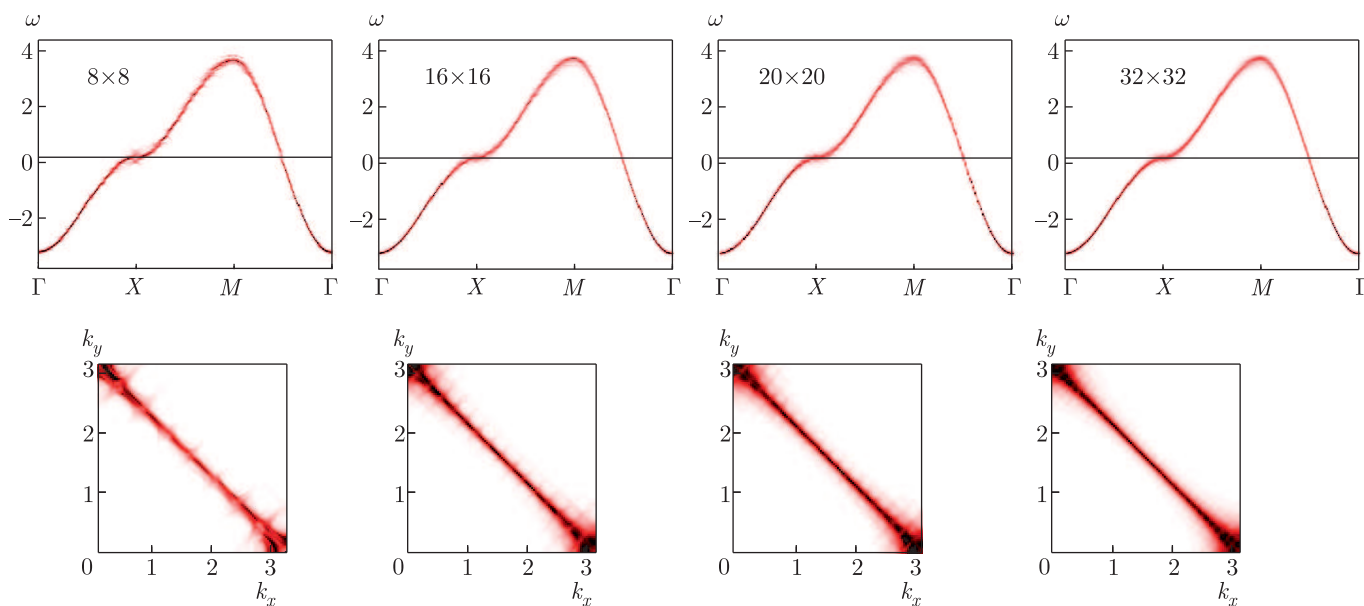 ω ω ω ω
4 4 4 4
8×8 16×16 20×20 32×32
2 2 2 2
0 0 0 0
−2 −2 −2 −2
Γ X M Γ Γ X M Γ Γ X M Γ Γ X M Γ
k_y k_y k_y k_y
3 3 3 3
2 2 2 2
1 1 1 1
0 1 2 3 0 1 2 3 0 1 2 3 0 1 2 3
k_x k_x k_x k_x